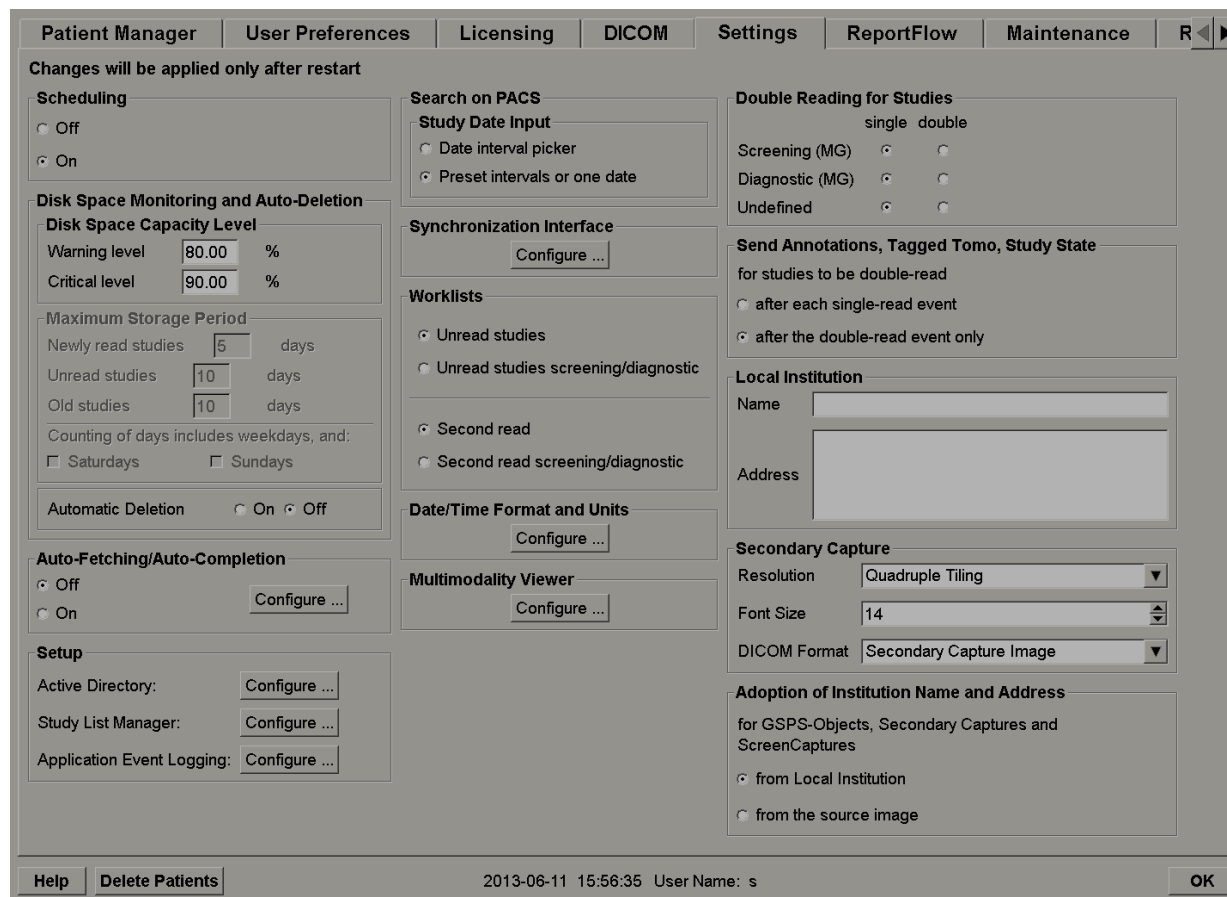 Patient Manager
User Preferences
Licensing
DICOM
Settings
ReportFlow
Maintenance
R
Changes will be applied only after restart
Scheduling
Off
On
Disk Space Monitoring and Auto-Deletion
Disk Space Capacity Level
Warning level 80.00 %
Critical level 90.00 %
Maximum Storage Period
Newly read studies 5 days
Unread studies 10 days
Old studies 10 days
Counting of days includes weekdays, and:
Saturdays Sundays
Automatic Deletion On Off
Auto-Fetching/Auto-Completion
Off
On
Configure ...
Setup
Active Directory: Configure ...
Study List Manager: Configure ...
Application Event Logging: Configure ...
Search on PACS
Study Date Input
Date interval picker
Preset intervals or one date
Synchronization Interface
Configure ...
Worklists
Unread studies
Unread studies screening/diagnostic
Second read
Second read screening/diagnostic
Date/Time Format and Units
Configure ...
Multimodality Viewer
Configure ...
Double Reading for Studies
single double
Screening (MG)
Diagnostic (MG)
Undefined
Send Annotations, Tagged Tomo, Study State
for studies to be double-read
after each single-read event
after the double-read event only
Local Institution
Name
Address
Secondary Capture
Resolution Quadruple Tiling
Font Size 14
DICOM Format Secondary Capture Image
Adoption of Institution Name and Address
for GSPS-Objects, Secondary Captures and
ScreenCaptures
from Local Institution
from the source image
Help
Delete Patients
2013-06-11 15:56:35 User Name: s
OK